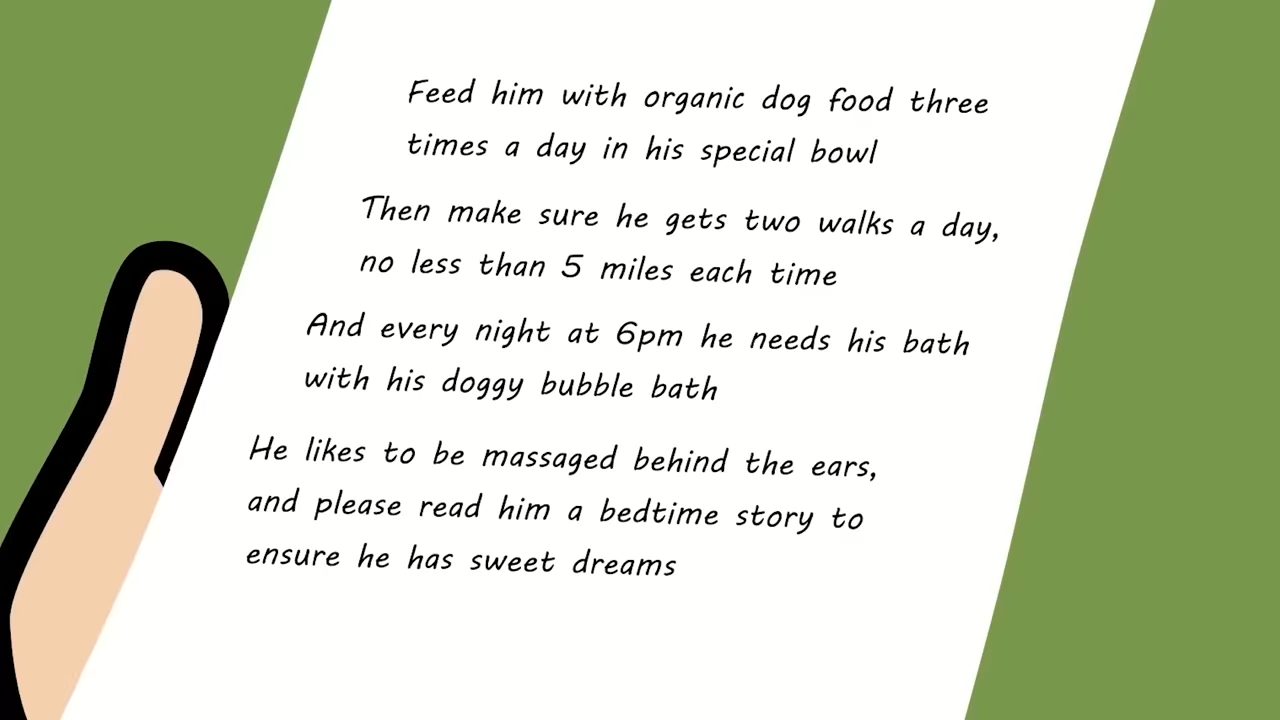 Feed him with organic dog food three
times a day in his special bowl
Then make sure he gets two walks a day,
no less than 5 miles each time
And every night at 6pm he needs his bath
with his doggy bubble bath
He likes to be massaged behind the ears,
and please read him a bedtime story to
ensure he has sweet dreams